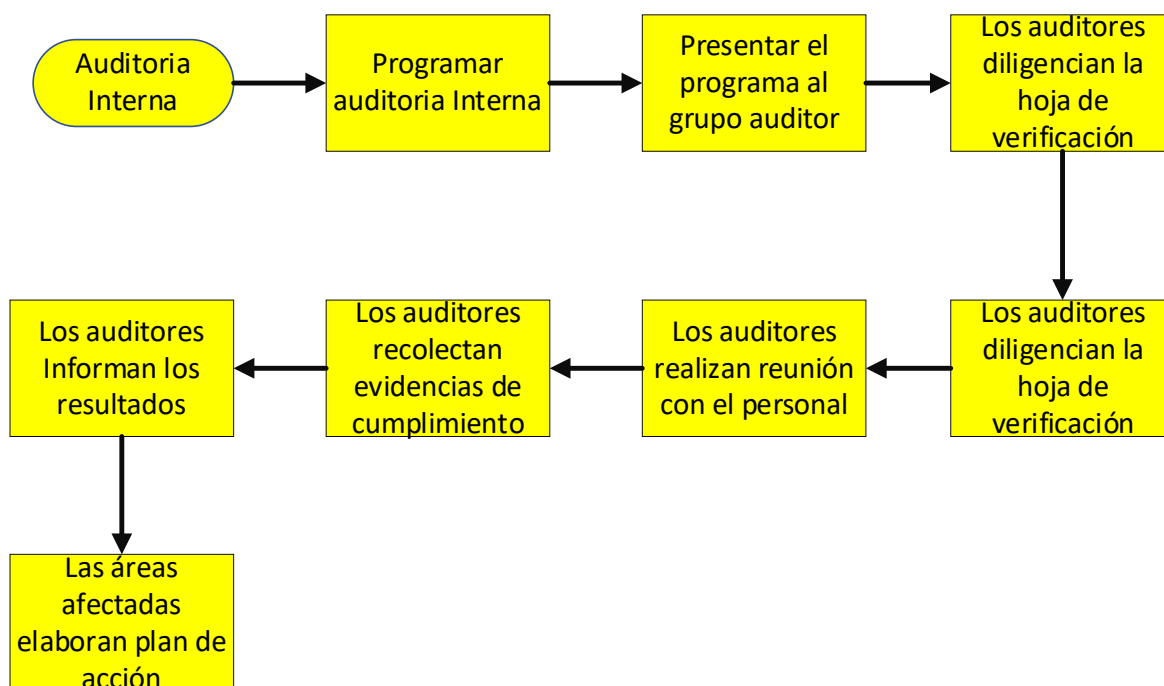 Auditoria
Interna
Programar
auditoria Interna
Presentar el
programa al
grupo auditor
Los auditores
diligencian la
hoja de
verificación
Los auditores
diligencian la
hoja de
verificación
Los auditores
realizan reunión
con el personal
Los auditores
recolectan
evidencias de
cumplimiento
Los auditores
Informan los
resultados
Las áreas
afectadas
elaboran plan de
acción